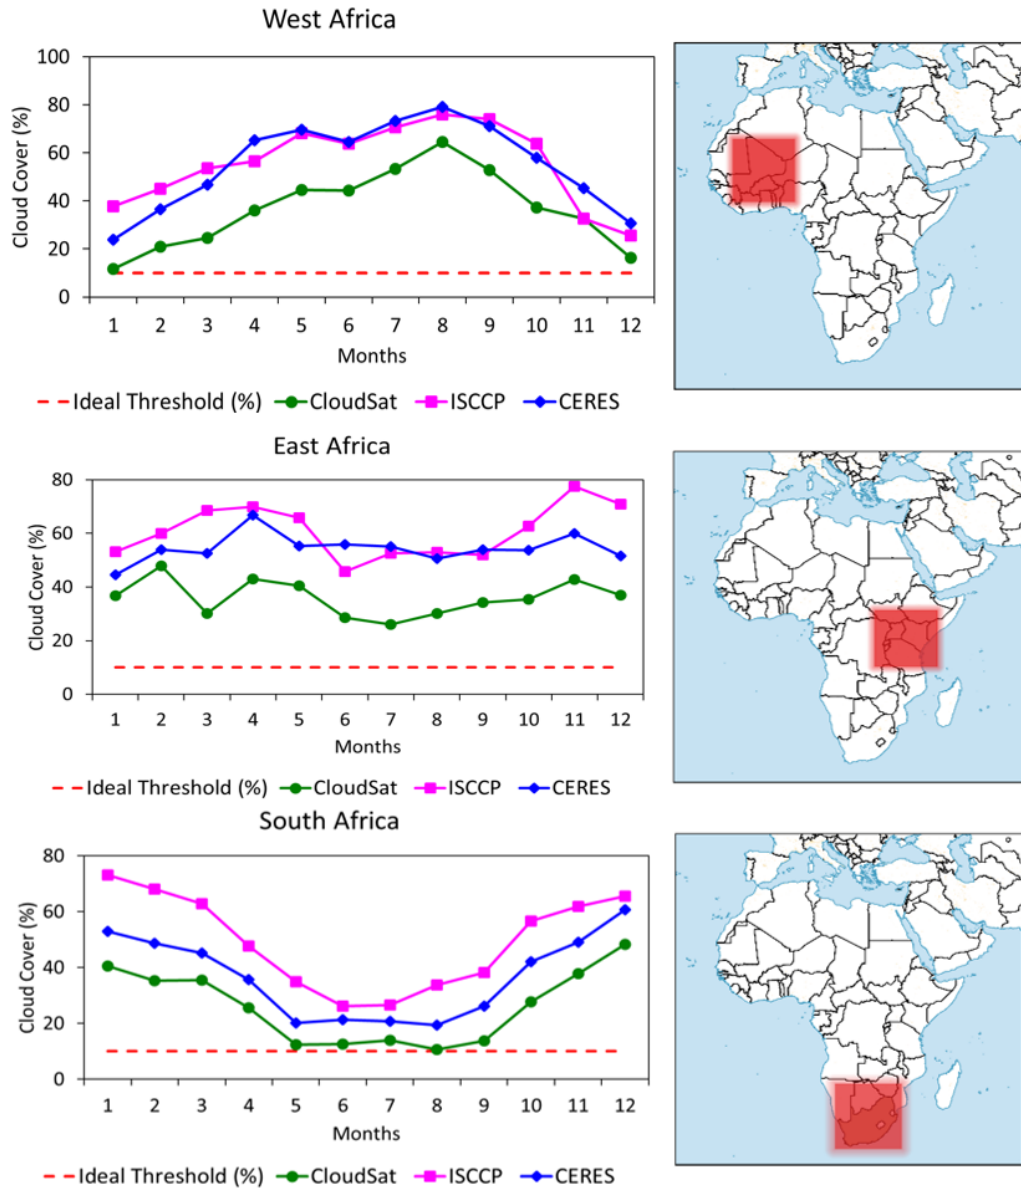 West Africa
Cloud Cover (%)
100
80
60
40
20
0
1 2 3 4 5 6 7 8 9 10 11 12
Months
Ideal Threshold (%) CloudSat ISCCP CERES
East Africa
Cloud Cover (%)
80
60
40
20
0
1 2 3 4 5 6 7 8 9 10 11 12
Months
Ideal Threshold (%) CloudSat ISCCP CERES
South Africa
Cloud Cover (%)
80
60
40
20
0
1 2 3 4 5 6 7 8 9 10 11 12
Months
Ideal Threshold (%) CloudSat ISCCP CERES